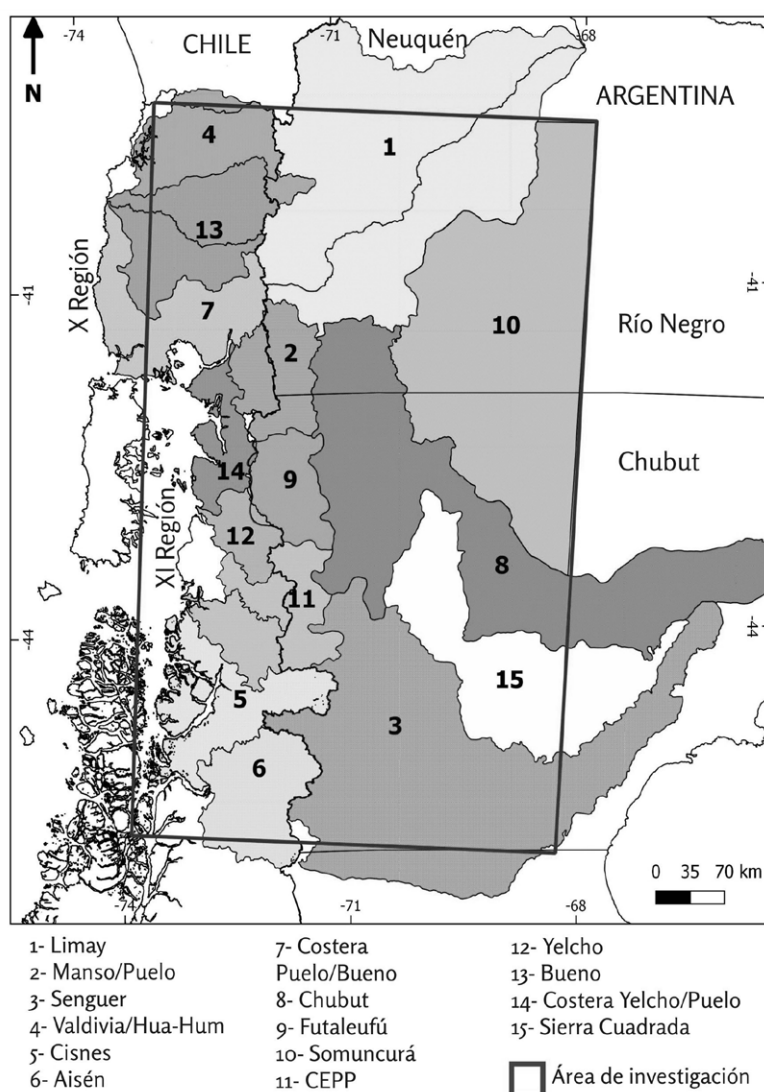 -74
CHILE
-71
Neuquén
-68
N
ARGENTINA
4
1
13
X Región
-41
-41
7
10
Río Negro
2
14
9
Chubut
XI Región
12
8
11
-44
-44
5
15
3
6
0 35 70 km
-74
-71
-68
1- Limay
2- Manso/Puelo
3- Senguer
4- Valdivia/Hua-Hum
5- Cisnes
6- Aisén
7- Costera
Puelo/Bueno
8- Chubut
9- Futaleufú
10- Somuncurá
11- CEPP
12- Yelcho
13- Bueno
14- Costera Yelcho/Puelo
15- Sierra Cuadrada
Área de investigación